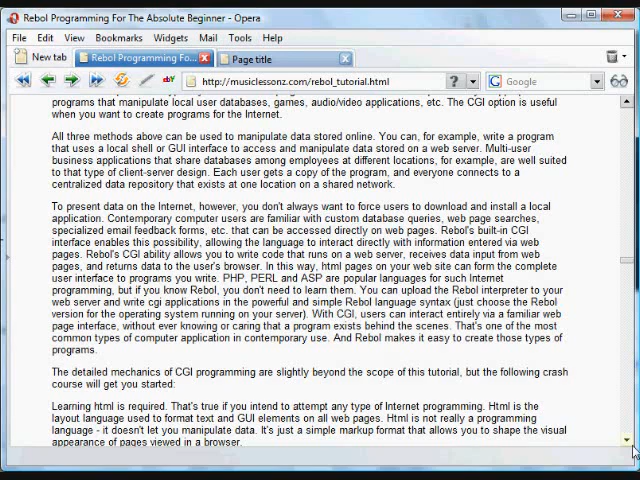 Rebol Programming For The Absolute Beginner - Opera
File Edit View Bookmarks Widgets Mail Tools Help
New tab Rebol Programming Fo... Page title
http://musiclessonz.com/rebol_tutorial.html ? Google
programs that manipulate local user databases, games, audio/video applications, etc. The CGI option is useful
when you want to create programs for the Internet.
All three methods above can be used to manipulate data stored online. You can, for example, write a program
that uses a local shell or GUI interface to access and manipulate data stored on a web server. Multi-user
business applications that share databases among employees at different locations, for example, are well suited
to that type of client-server design. Each user gets a copy of the program, and everyone connects to a
centralized data repository that exists at one location on a shared network.
To present data on the Internet, however, you don't always want to force users to download and install a local
application. Contemporary computer users are familiar with custom database queries, web page searches,
specialized email feedback forms, etc. that can be accessed directly on web pages. Rebol's built-in CGI
interface enables this possibility, allowing the language to interact directly with information entered via web
pages. Rebol's CGI ability allows you to write code that runs on a web server, receives data input from web
pages, and returns data to the user's browser. In this way, html pages on your web site can form the complete
user interface to programs you write. PHP, PERL and ASP are popular languages for such Internet
programming, but if you know Rebol, you don't need to learn them. You can upload the Rebol interpreter to your
web server and write cgi applications in the powerful and simple Rebol language syntax (just choose the Rebol
version for the operating system running on your server). With CGI, users can interact entirely via a familiar web
page interface, without ever knowing or caring that a program exists behind the scenes. That's one of the most
common types of computer application in contemporary use. And Rebol makes it easy to create those types of
programs.
The detailed mechanics of CGI programming are slightly beyond the scope of this tutorial, but the following crash
course will get you started:
Learning html is required. That's true if you intend to attempt any type of Internet programming. Html is the
layout language used to format text and GUI elements on all web pages. Html is not really a programming
language - it doesn't let you manipulate data. It's just a simple markup format that allows you to shape the visual
appearance of pages viewed in a browser.